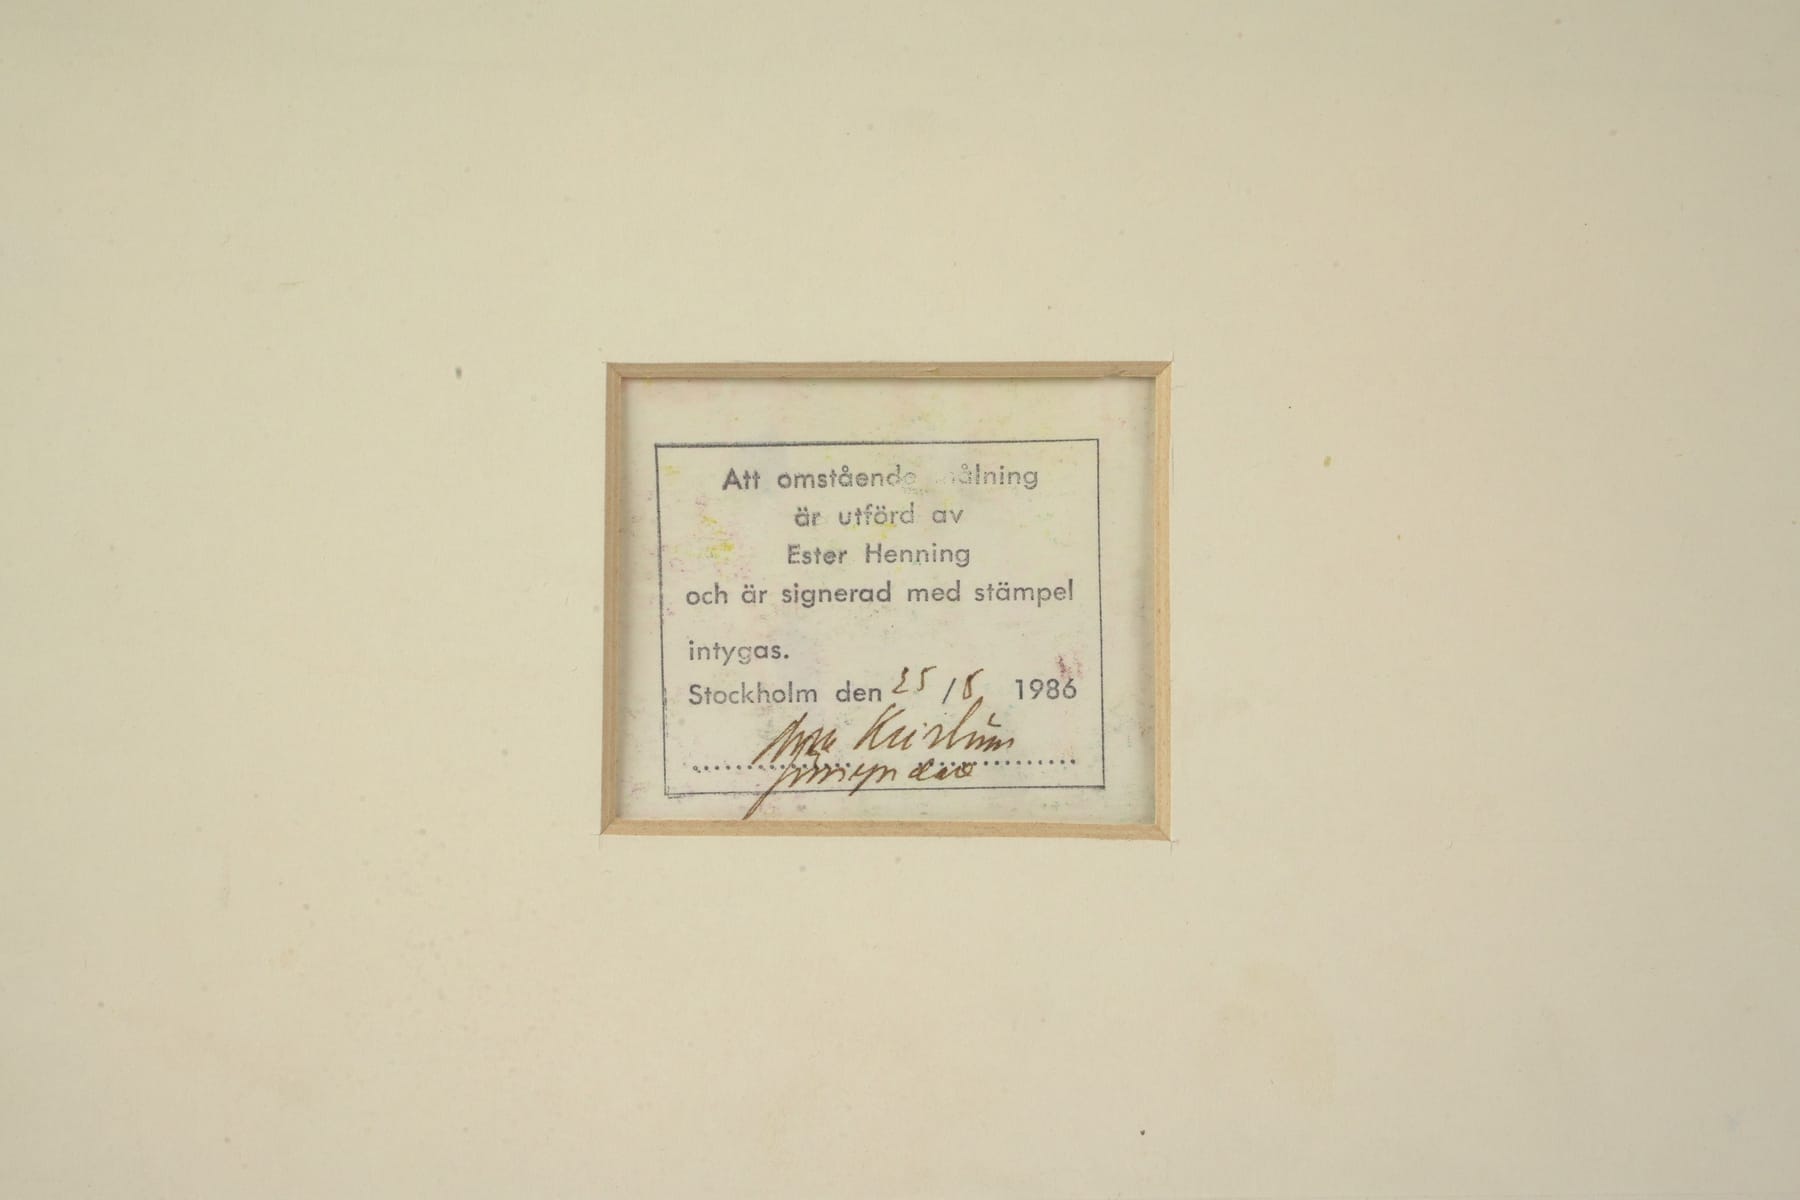 Att omstående målning
är utförd av
Ester Henning
och är signerad med stämpel
intygas.
Stockholm den 25/8 1986